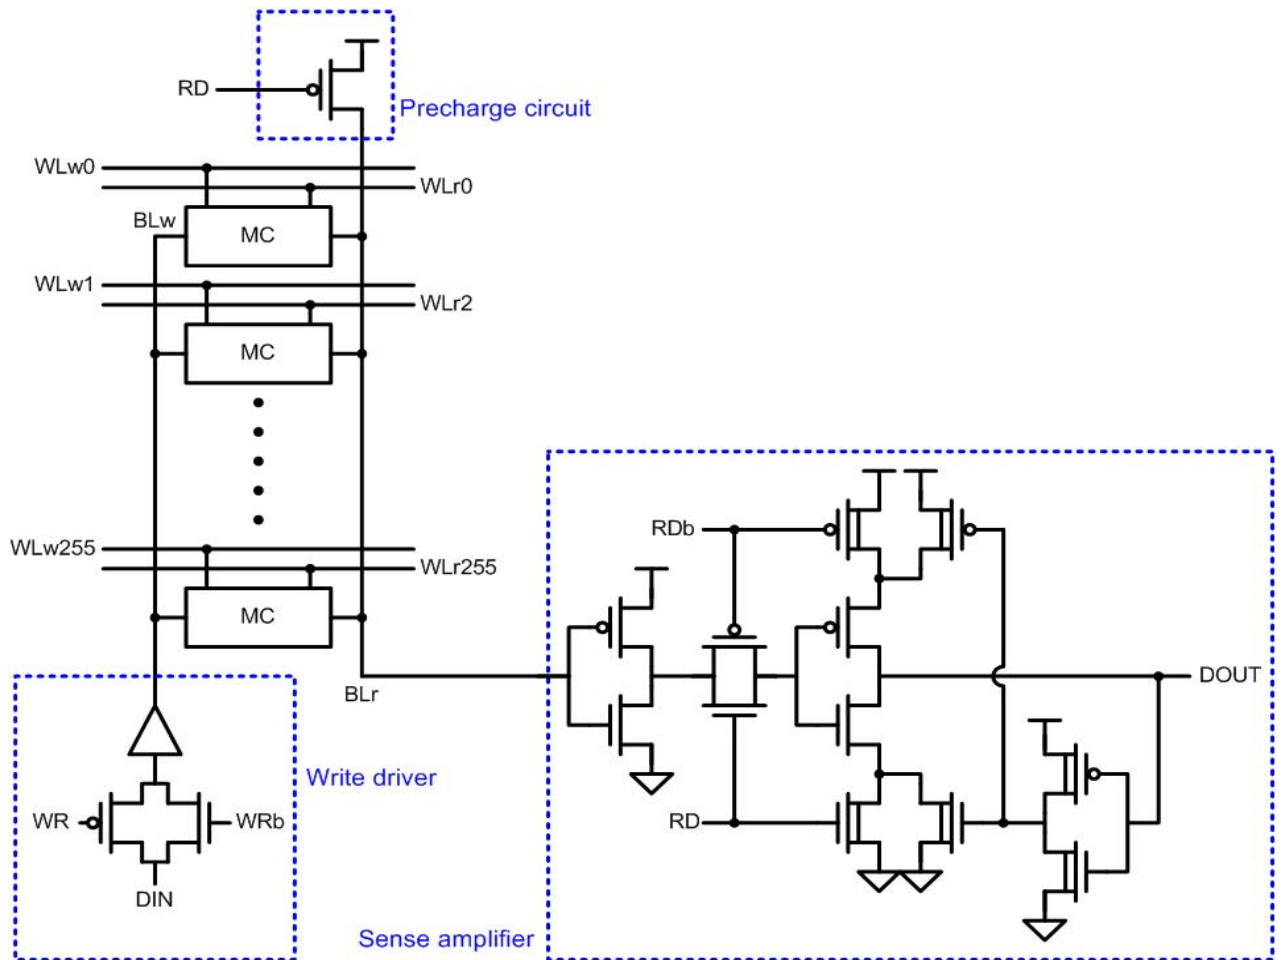 RD
Precharge circuit
WLw0
WLr0
BLw
MC
WLw1
WLr2
MC
RDb
WLw255
WLr255
MC
DOUT
BLr
Write driver
WR
WRb
RD
DIN
Sense amplifier